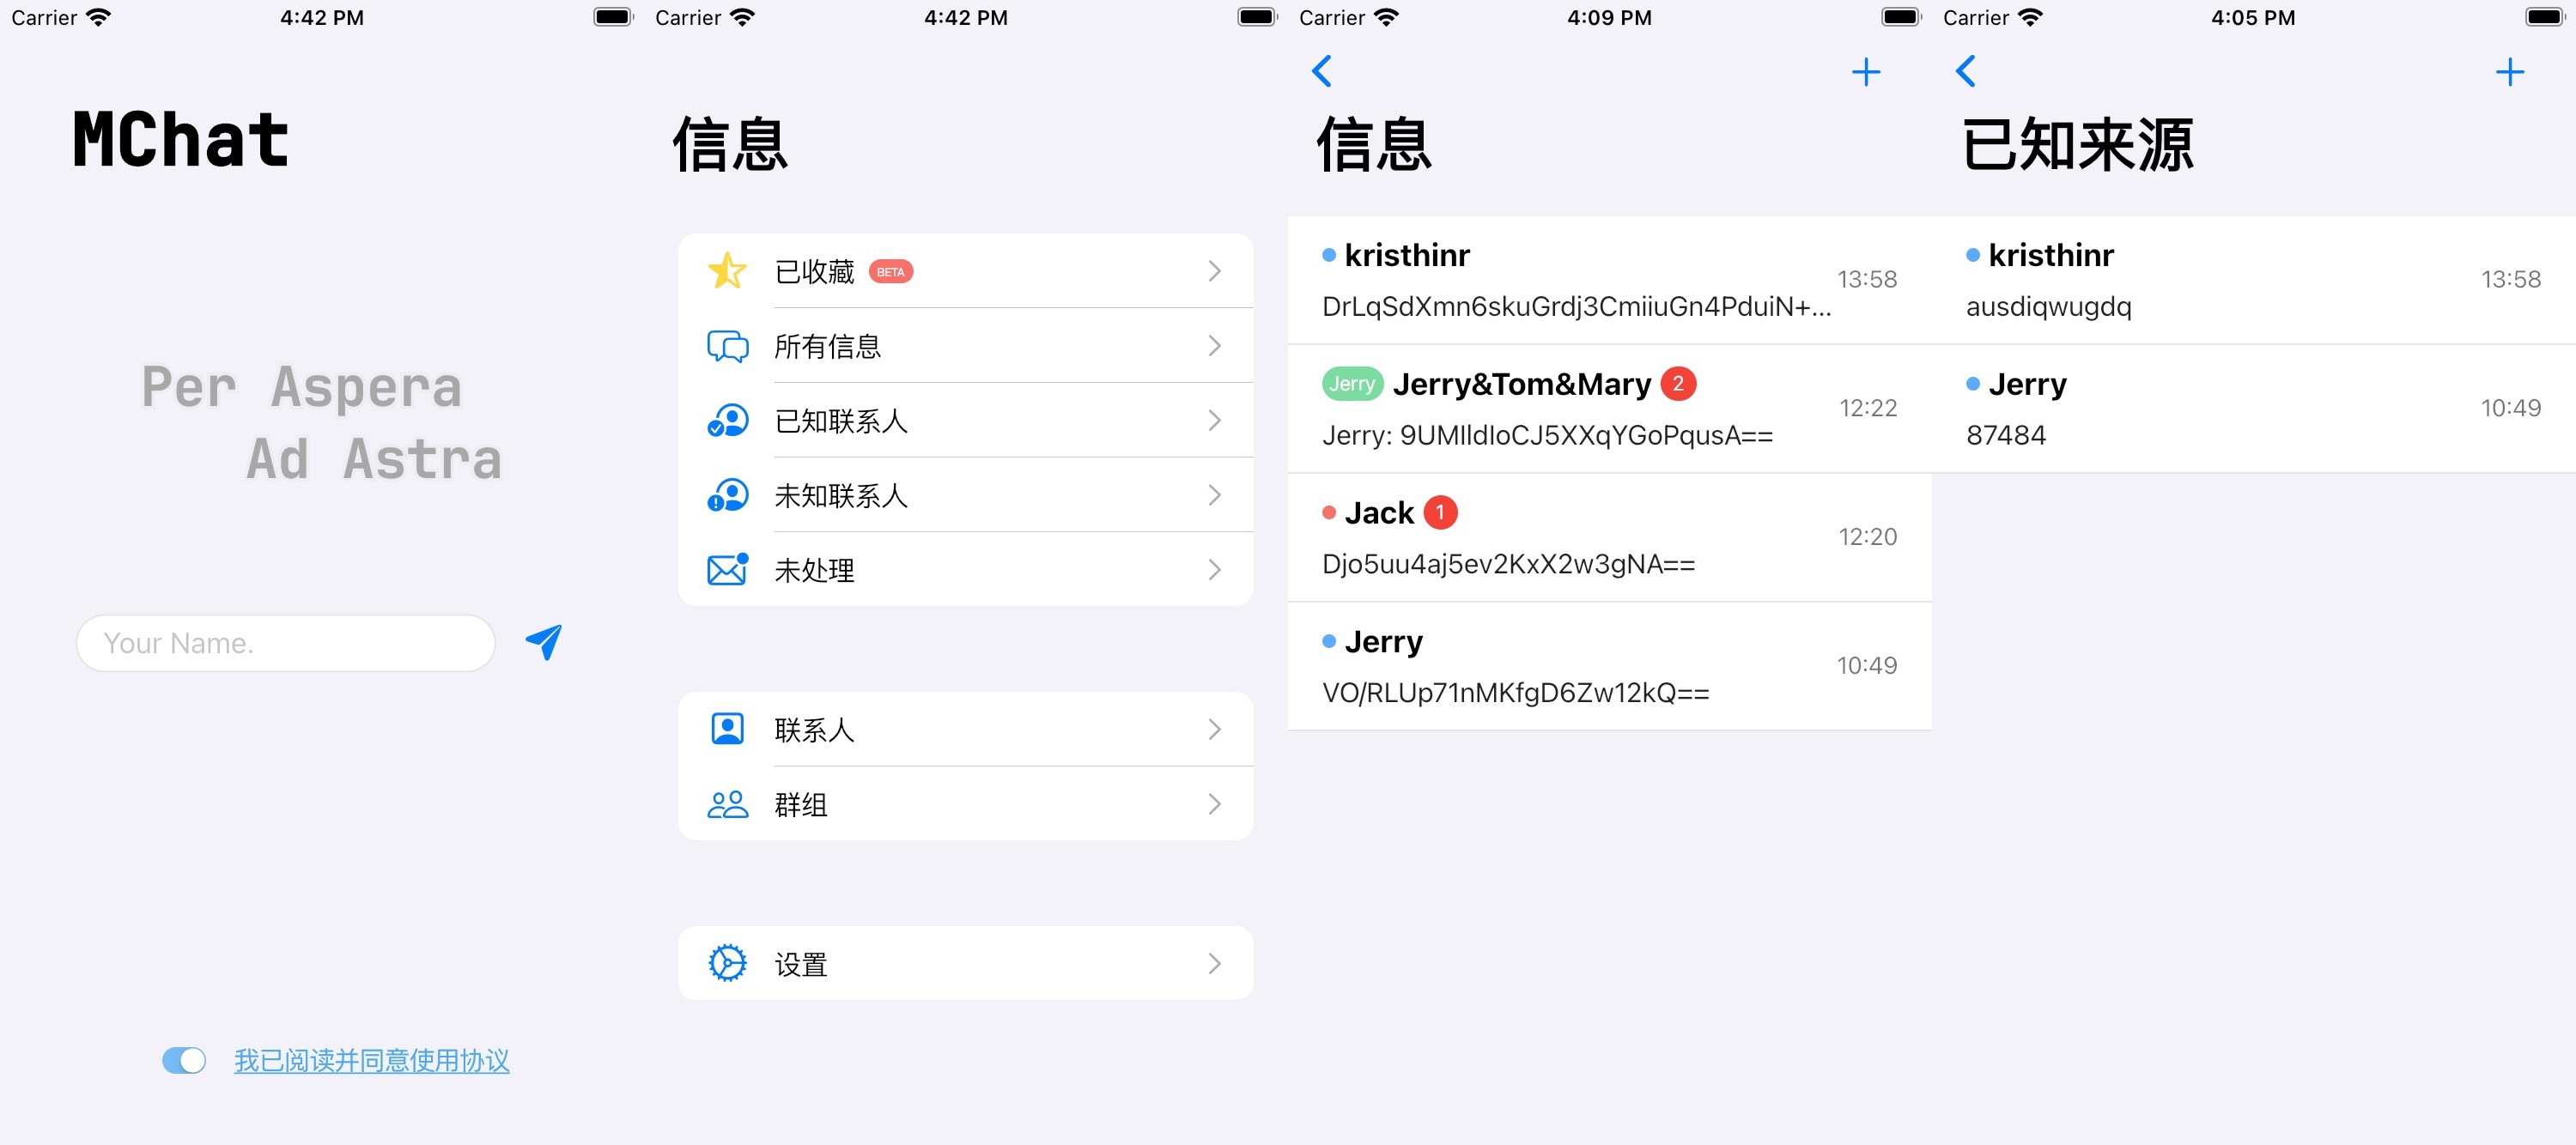 Carrier 4:42 PM
MChat
Per Aspera
Ad Astra
Your Name.
我已阅读并同意使用协议
Carrier 4:42 PM
信息
已收藏 BETA
所有信息
已知联系人
未知联系人
未处理
联系人
群组
设置
Carrier 4:09 PM
信息
kristhinr
13:58
DrLqSdXmn6skuGrdj3CmiiuGn4PduiN+...
Jerry Jerry&Tom&Mary 2
12:22
Jerry: 9UMIldIoCJ5XXqYGoPqusA==
Jack 1
12:20
Djo5uu4aj5ev2KxX2w3gNA==
Jerry
10:49
VO/RLUp71nMKfgD6Zw12kQ==
Carrier 4:05 PM
已知来源
kristhinr
13:58
ausdiqwugdq
Jerry
10:49
87484